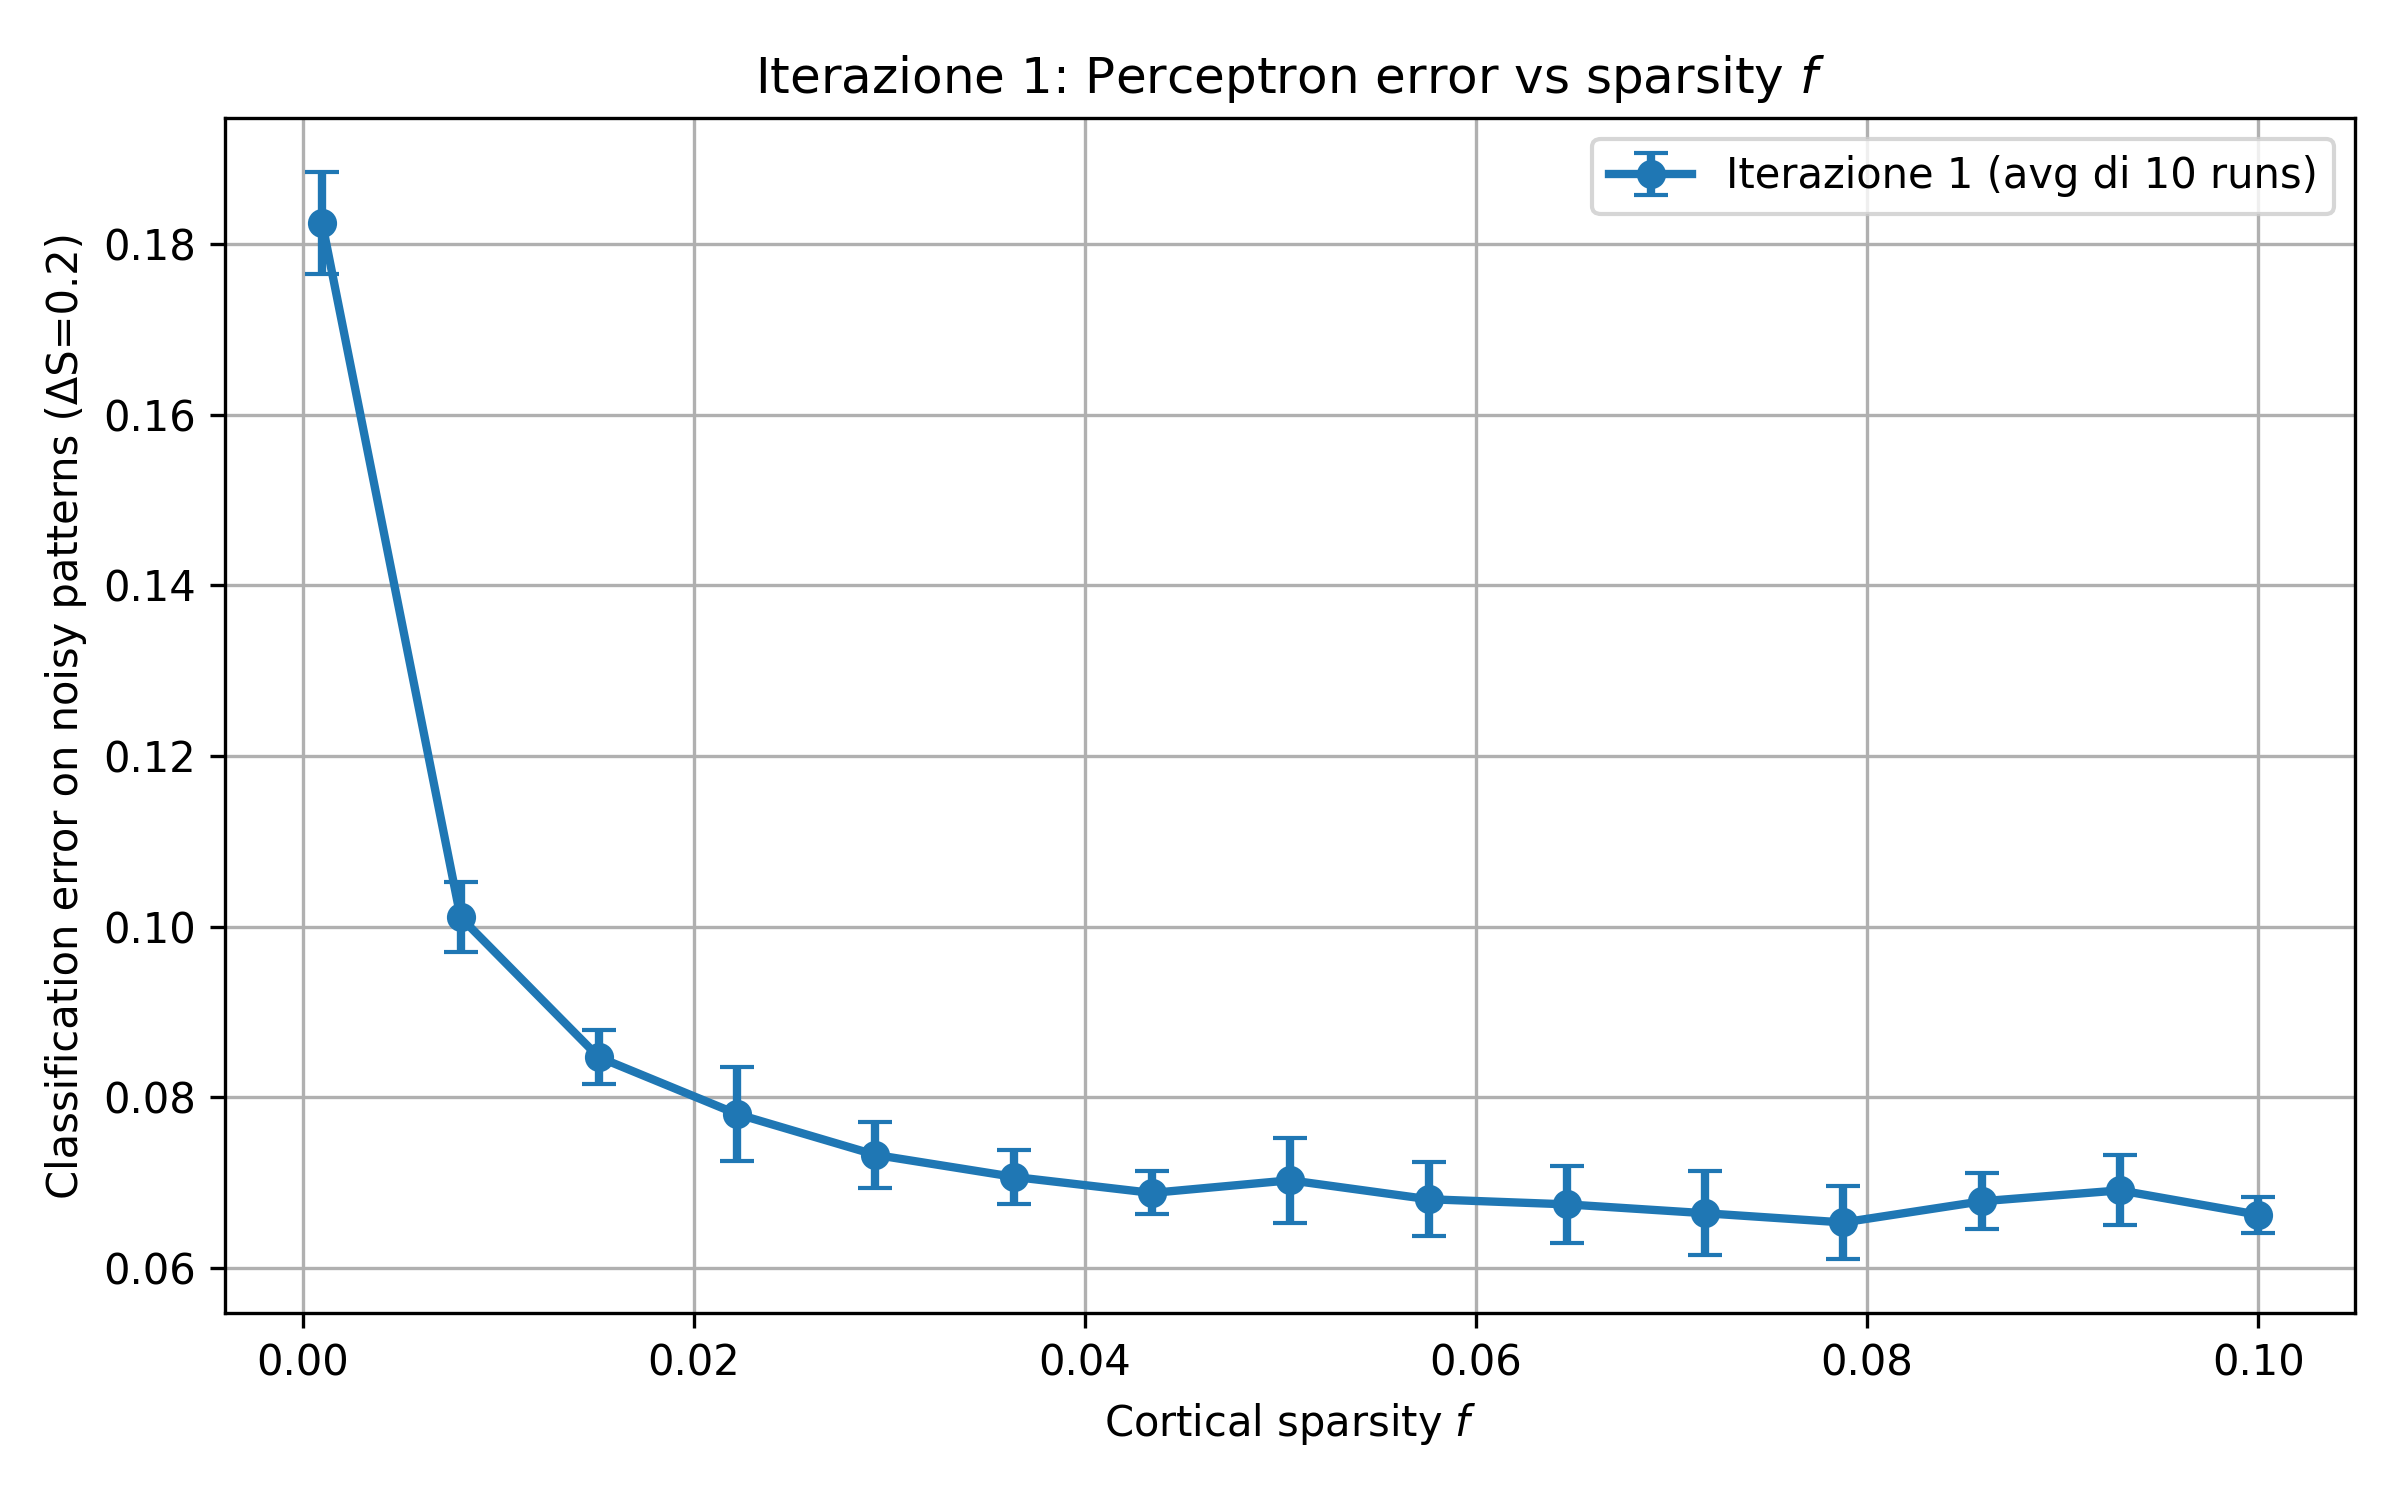 Iterazione 1: Perceptron error vs sparsity f
Iterazione 1 (avg di 10 runs)
Classification error on noisy patterns (ΔS=0.2)
0.18
0.16
0.14
0.12
0.10
0.08
0.06
0.00 0.02 0.04 0.06 0.08 0.10
Cortical sparsity f